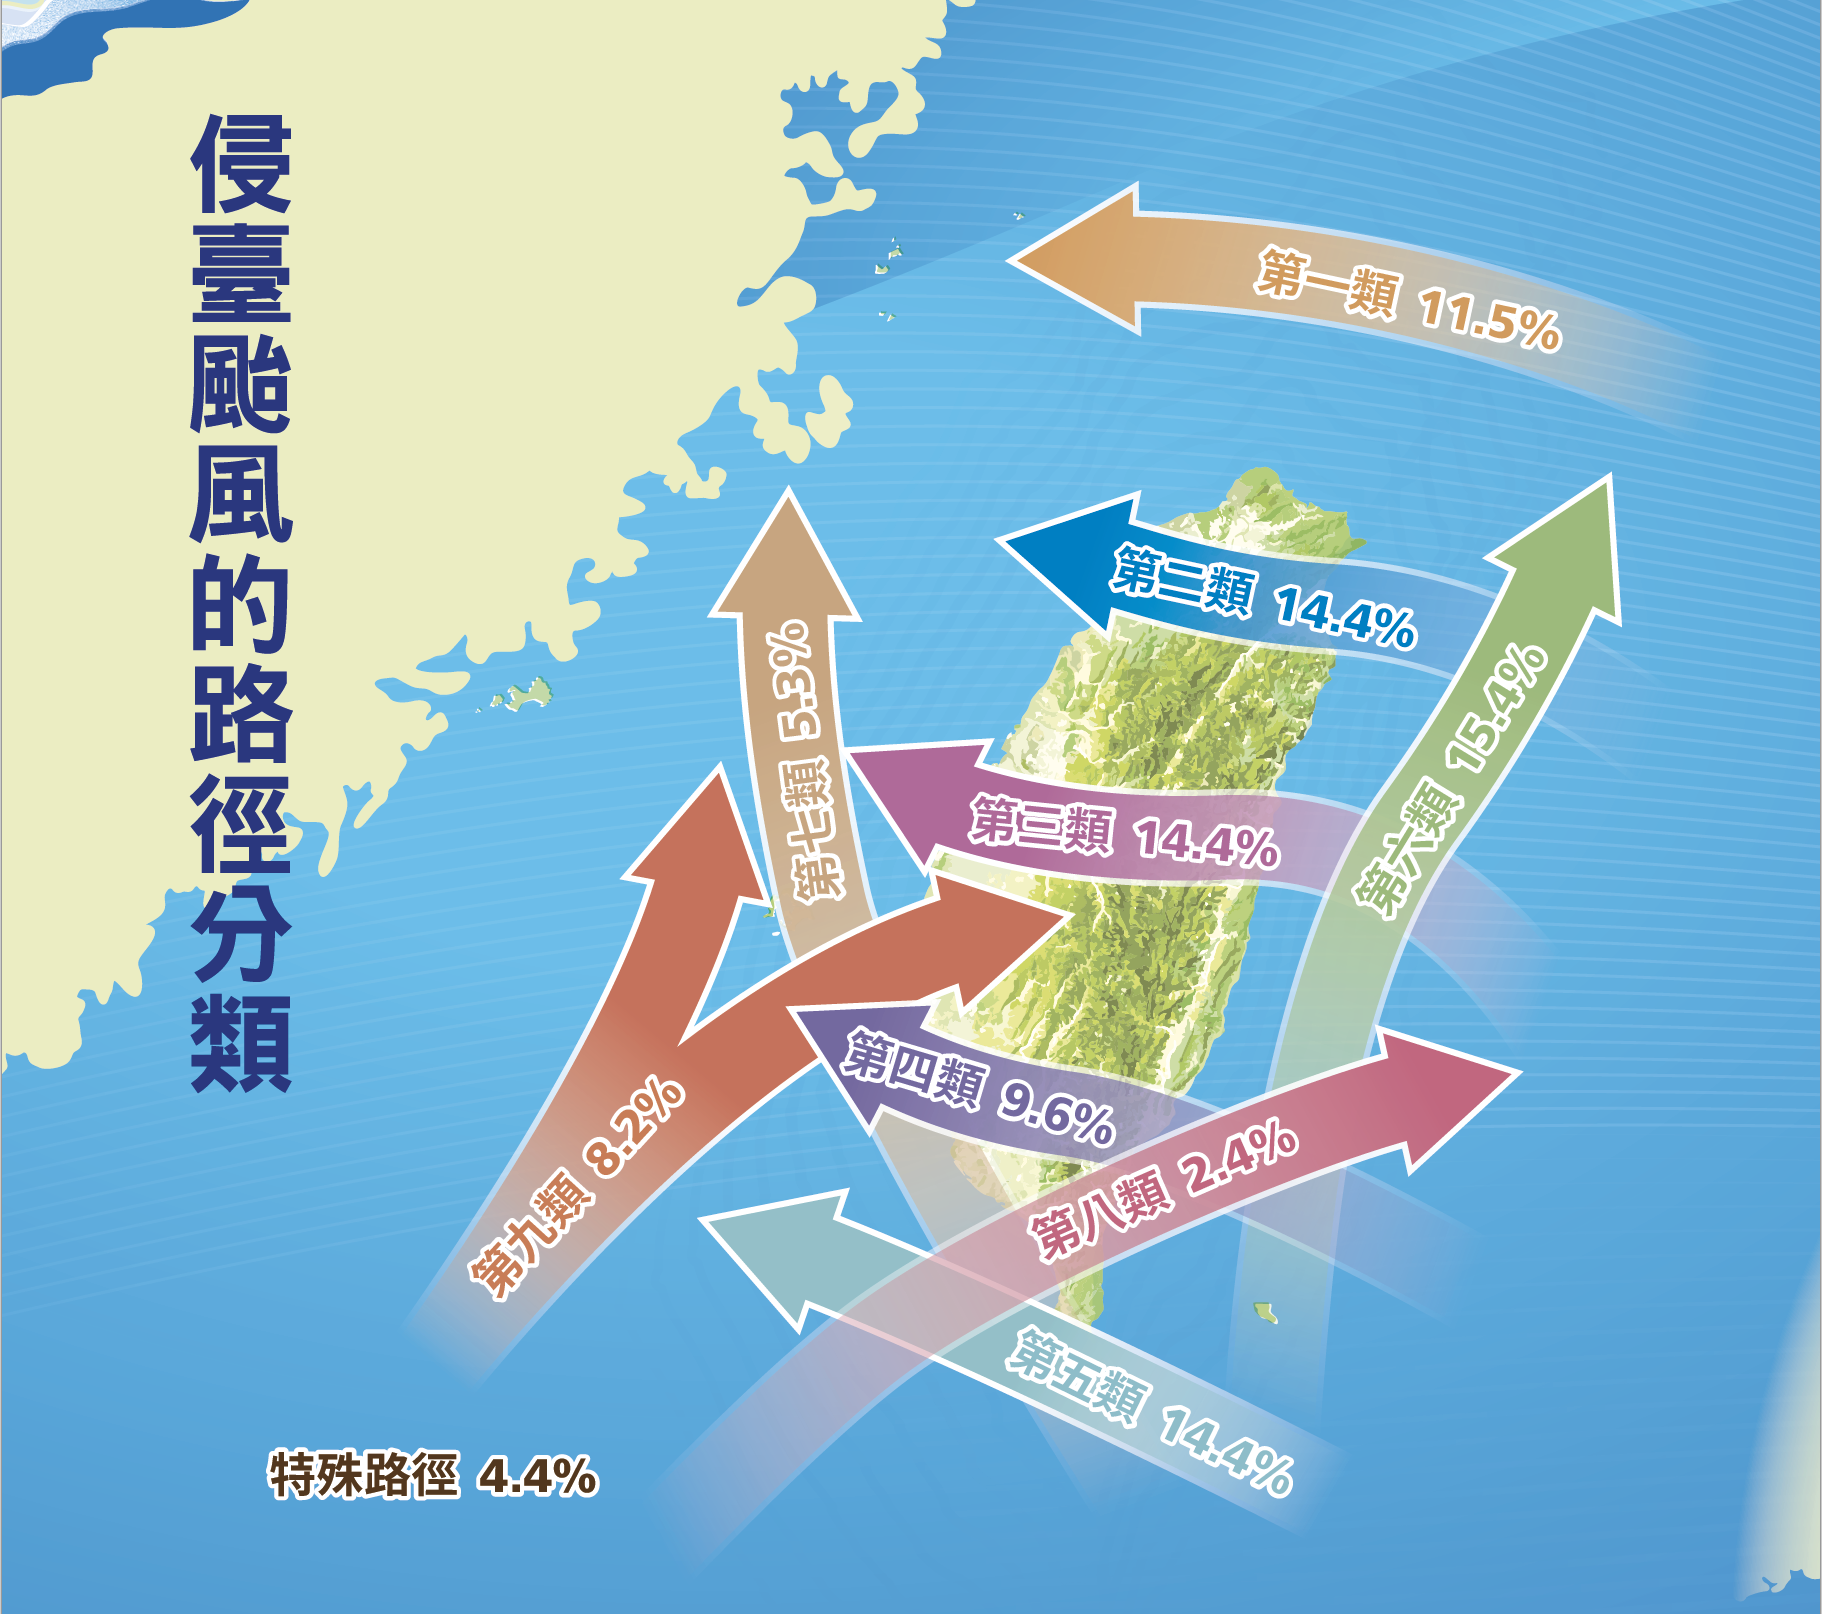 侵臺颱風的路徑分類
第一類 11.5%
第二類 14.4%
第三類 14.4%
第四類 9.6%
第五類 14.4%
第六類 15.4%
第七類 5.3%
第八類 2.4%
第九類 8.2%
特殊路徑 4.4%